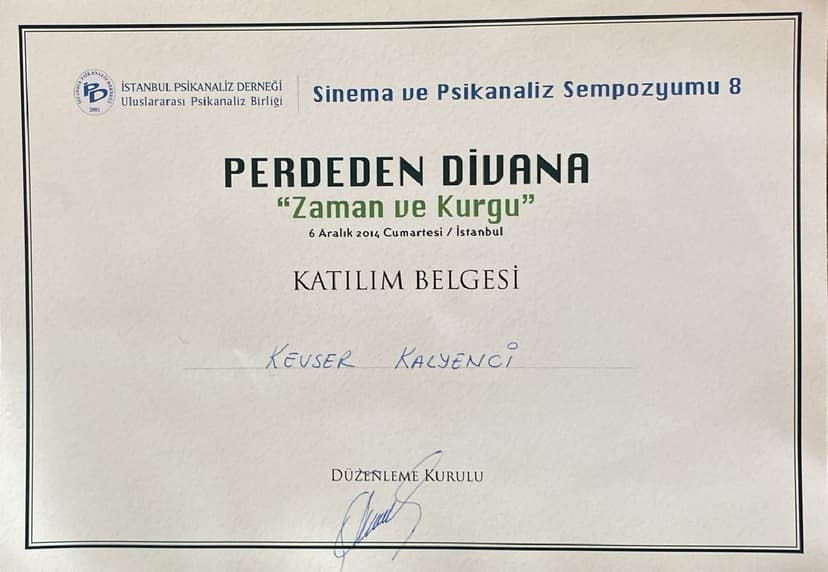 İSTANBUL PSİKANALİZ DERNEĞİ
Uluslararası Psikanaliz Birliği
Sinema ve Psikanaliz Sempozyumu 8
PERDEDEN DİVANA
“Zaman ve Kurgu”
6 Aralık 2014 Cumartesi / İstanbul
KATILIM BELGESİ
KEVSER KALYENCİ
DÜZENLEME KURULU